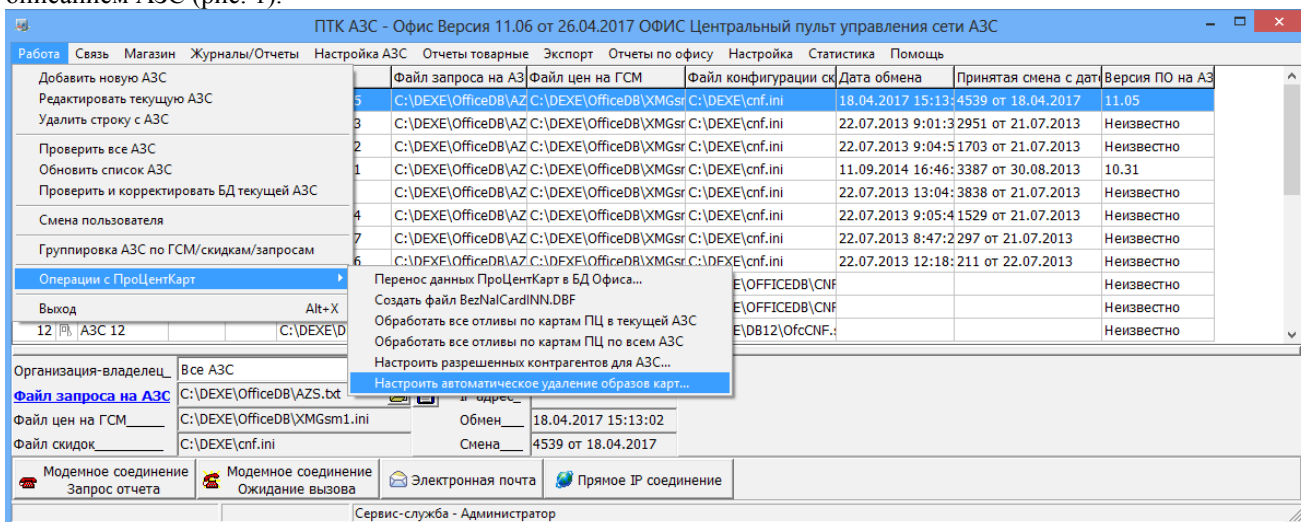 описанием АЗС (рис. 1).
ПТК АЗС - Офис Версия 11.06 от 26.04.2017 ОФИС Центральный пульт управления сети АЗС
Работа Связь Магазин Журналы/Отчеты Настройка АЗС Отчеты товарные Экспорт Отчеты по офису Настройка Статистика Помощь
Файл запроса на АЗ Файл цен на ГСМ Файл конфигурации ск Дата обмена Принятая смена с дат Версия ПО на АЗ
Добавить новую АЗС
Редактировать текущую АЗС
Удалить строку с АЗС
Проверить все АЗС
Обновить список АЗС
Проверить и корректировать БД текущей АЗС
Смена пользователя
Группировка АЗС по ГСМ/скидкам/запросам
Операции с ПроЦентКарт
Выход Alt+X
5 C:\DEXE\OfficeDB\AZ C:\DEXE\OfficeDB\XMGsr C:\DEXE\cnf.ini 18.04.2017 15:13: 4539 от 18.04.2017 11.05
3 C:\DEXE\OfficeDB\AZ C:\DEXE\OfficeDB\XMGsr C:\DEXE\cnf.ini 22.07.2013 9:01:3 2951 от 21.07.2013 Неизвестно
2 C:\DEXE\OfficeDB\AZ C:\DEXE\OfficeDB\XMGsr C:\DEXE\cnf.ini 22.07.2013 9:04:5 1703 от 21.07.2013 Неизвестно
1 C:\DEXE\OfficeDB\AZ C:\DEXE\OfficeDB\XMGsr C:\DEXE\cnf.ini 11.09.2014 16:46: 3387 от 30.08.2013 10.31
C:\DEXE\OfficeDB\AZ C:\DEXE\OfficeDB\XMGsr C:\DEXE\cnf.ini 22.07.2013 13:04: 3838 от 21.07.2013 Неизвестно
4 C:\DEXE\OfficeDB\AZ C:\DEXE\OfficeDB\XMGsr C:\DEXE\cnf.ini 22.07.2013 9:05:4 1529 от 21.07.2013 Неизвестно
7 C:\DEXE\OfficeDB\AZ C:\DEXE\OfficeDB\XMGsr C:\DEXE\cnf.ini 22.07.2013 8:47:2 297 от 21.07.2013 Неизвестно
6 C:\DEXE\OfficeDB\AZ C:\DEXE\OfficeDB\XMGsr C:\DEXE\cnf.ini 22.07.2013 12:18: 211 от 22.07.2013 Неизвестно
E\OFFICEDB\CNF Неизвестно
E\OFFICEDB\CNF Неизвестно
12 АЗС 12 C:\DEXE\D E\DB12\OfcCNF.: Неизвестно
Перенос данных ПроЦентКарт в БД Офиса...
Создать файл BezNalCardINN.DBF
Обработать все отливы по картам ПЦ в текущей АЗС
Обработать все отливы по картам ПЦ по всем АЗС
Настроить разрешенных контрагентов для АЗС...
Настроить автоматическое удаление образов карт...
Организация-владелец_ Все АЗС
Файл запроса на АЗС C:\DEXE\OfficeDB\AZS.txt IP адрес_
Файл цен на ГСМ_____ C:\DEXE\OfficeDB\XMGsm1.ini Обмен___ 18.04.2017 15:13:02
Файл скидок_________ C:\DEXE\cnf.ini Смена___ 4539 от 18.04.2017
Модемное соединение Запрос отчета
Модемное соединение Ожидание вызова
Электронная почта
Прямое IP соединение
Сервис-служба - Администратор